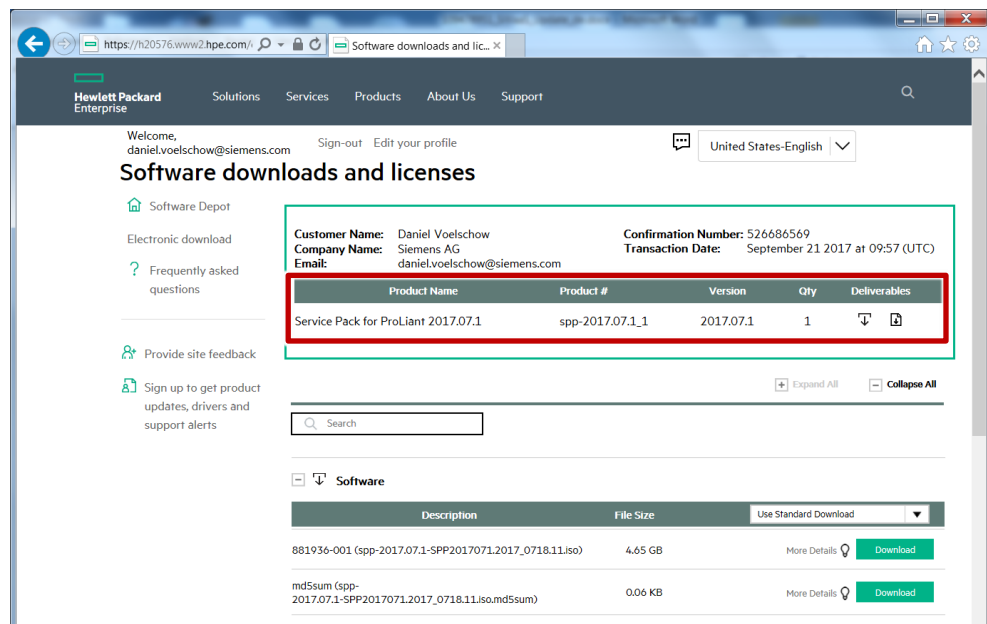 https://h20576.www2.hpe.com/
Software downloads and lic...
Hewlett Packard
Enterprise
Solutions
Services
Products
About Us
Support
Welcome,
daniel.voelschow@siemens.com
Sign-out
Edit your profile
United States-English
Software downloads and licenses
Software Depot
Electronic download
Frequently asked
questions
Provide site feedback
Sign up to get product
updates, drivers and
support alerts
Customer Name: Daniel Voelschow
Company Name: Siemens AG
Email: daniel.voelschow@siemens.com
Confirmation Number: 526686569
Transaction Date: September 21 2017 at 09:57 (UTC)
Product Name Product # Version Qty Deliverables
Service Pack for ProLiant 2017.07.1 spp-2017.07.1_1 2017.07.1 1
Expand All
Collapse All
Search
Software
Description File Size Use Standard Download
881936-001 (spp-2017.07.1-SPP2017071.2017_0718.11.iso) 4.65 GB More Details Download
md5sum (spp-
2017.07.1-SPP2017071.2017_0718.11.iso.md5sum) 0.06 KB More Details Download